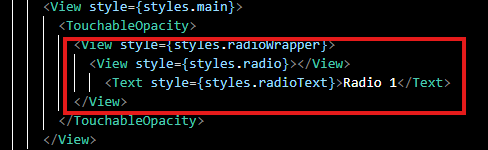 <View style={styles.main}>
<TouchableOpacity>
<View style={styles.radioWrapper}>
<View style={styles.radio}></View>
<Text style={styles.radioText}>Radio 1</Text>
</View>
</TouchableOpacity>
</View>